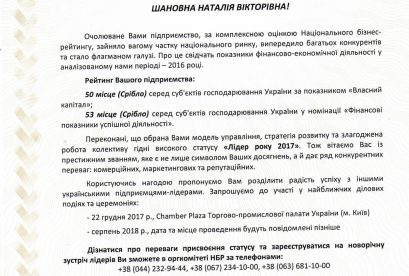 ШАНОВНА НАТАЛІЯ ВІКТОРІВНА!
Очолюване Вами підприємство, за комплексною оцінкою Національного бізнес-
рейтингу, зайняло вагому частку національного ринку, випередило багатьох конкурентів
та стало флагманом галузі. Про це свідчать показники фінансово-економічної діяльності у
аналізованому нами періоді – 2016 році.
Рейтинг Вашого підприємства:
50 місце (Срібло) серед суб'єктів господарювання України за показником «Власний
капітал»;
53 місце (Срібло) серед суб'єктів господарювання України у номінації «Фінансові
показники успішної діяльності».
Переконані, що обрана Вами модель управління, стратегія розвитку та злагоджена
робота колективу гідні високого статусу «Лідер року 2017». Тож вітаємо Вас із
престижним званням, яке є не лише символом Ваших досягнень, а й дає ряд конкурентних
переваг: комерційних, маркетингових та репутаційних.
Користуючись нагодою пропонуємо Вам розділити радість успіху з іншими
українськими підприємцями-лідерами. Запрошуємо до участі у найближчих ділових
подіях та церемоніях:
- 22 грудня 2017 р., Chamber Plaza Торгово-промислової палати України (м. Київ)
- серпень 2018 р., дата та місце проведення будуть повідомлені пізніше
Дізнатися про переваги присвоєння статусу та зареєструватися на новорічну
зустріч лідерів Ви зможете в оргкомітеті НБР за телефонами:
+38 (044) 232-94-44, +38 (067) 234-10-00, +38 (063) 681-10-00